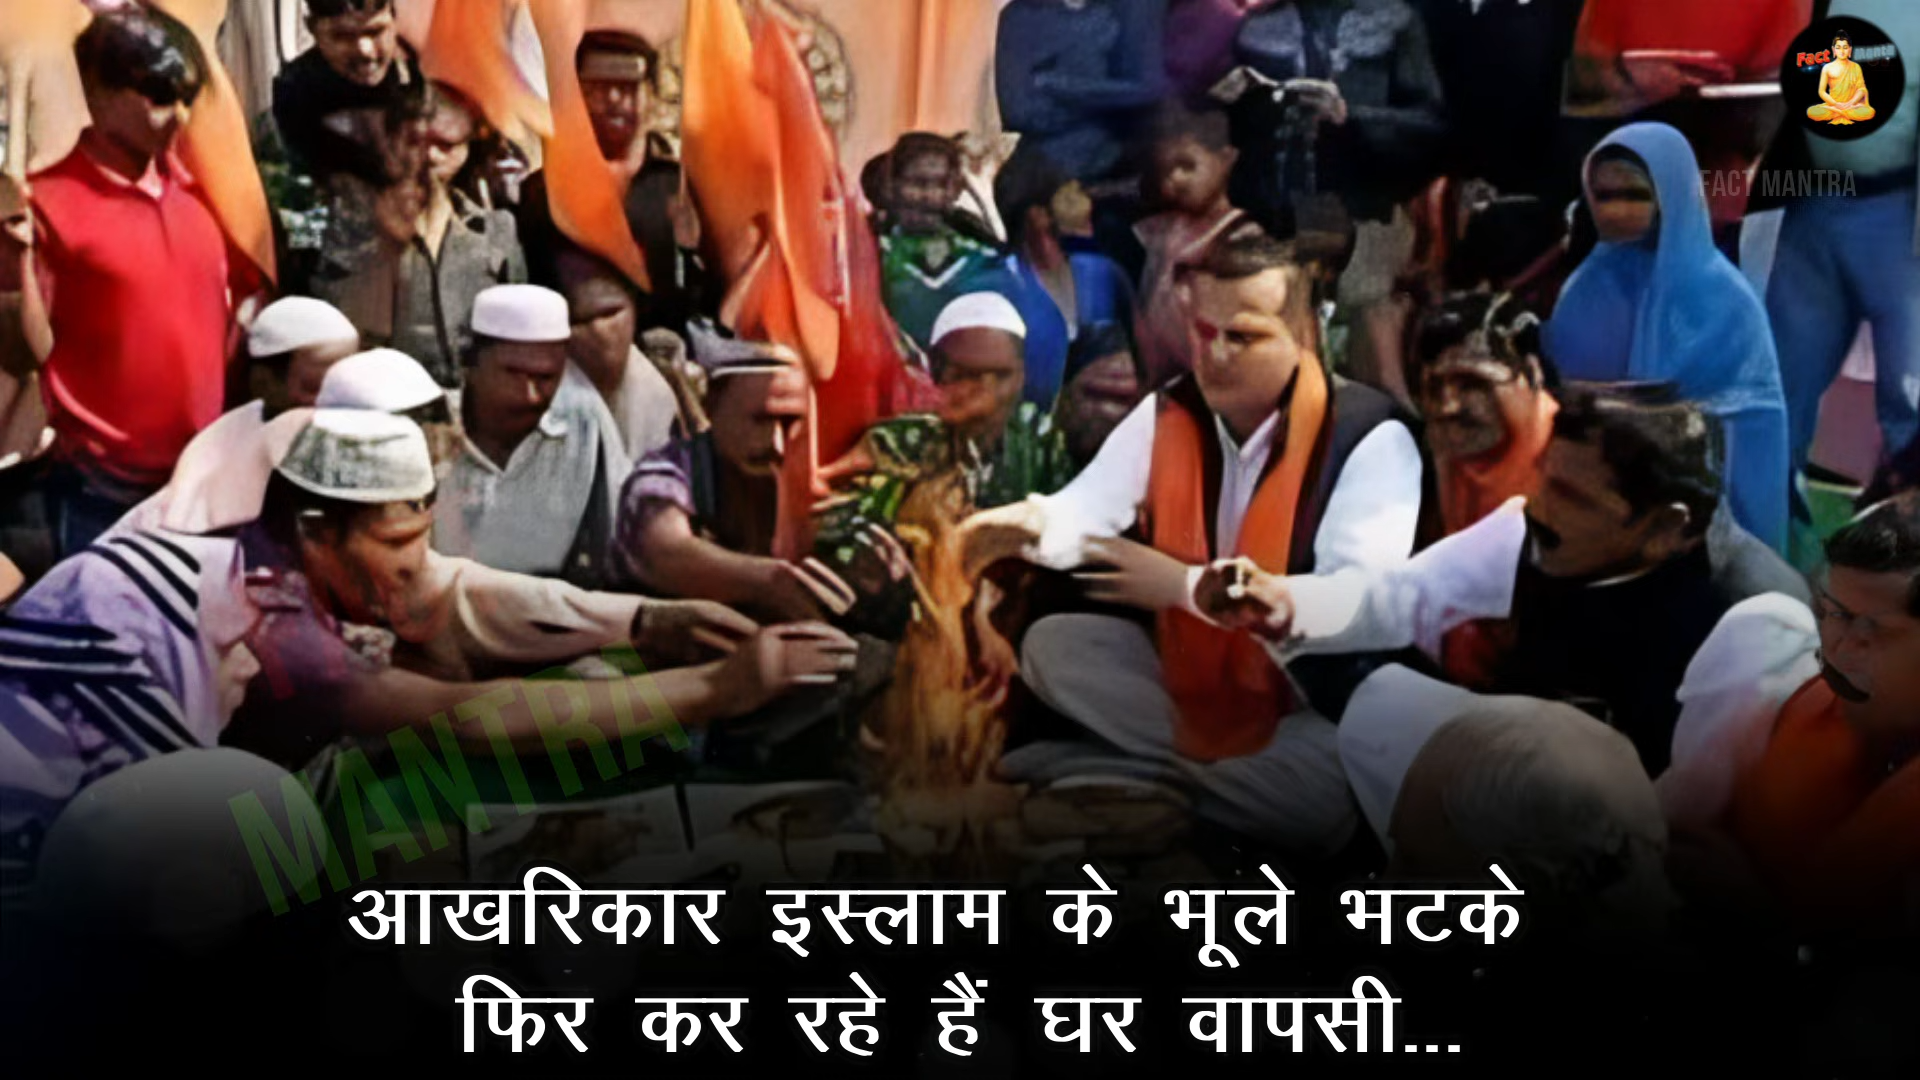 Fact Mantra
FACT MANTRA
MANTRA
आखरिकार इस्लाम के भूले भटके
फिर कर रहे हैं घर वापसी...